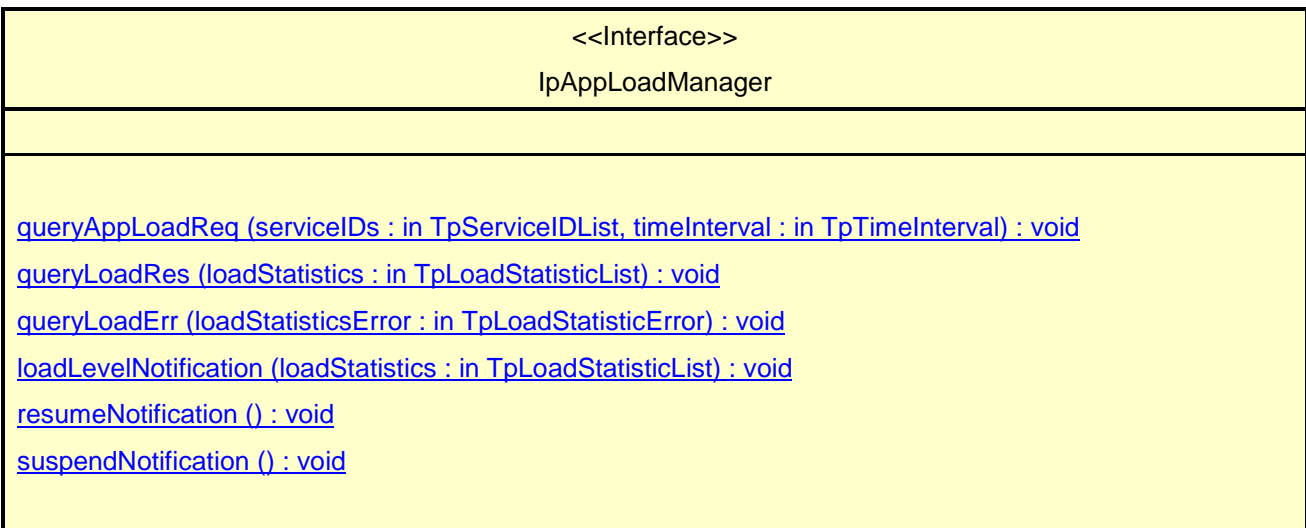 <<Interface>>
IpAppLoadManager
queryAppLoadReq (serviceIDs : in TpServiceIDList, timeInterval : in TpTimeInterval) : void
queryLoadRes (loadStatistics : in TpLoadStatisticList) : void
queryLoadErr (loadStatisticsError : in TpLoadStatisticError) : void
loadLevelNotification (loadStatistics : in TpLoadStatisticList) : void
resumeNotification () : void
suspendNotification () : void